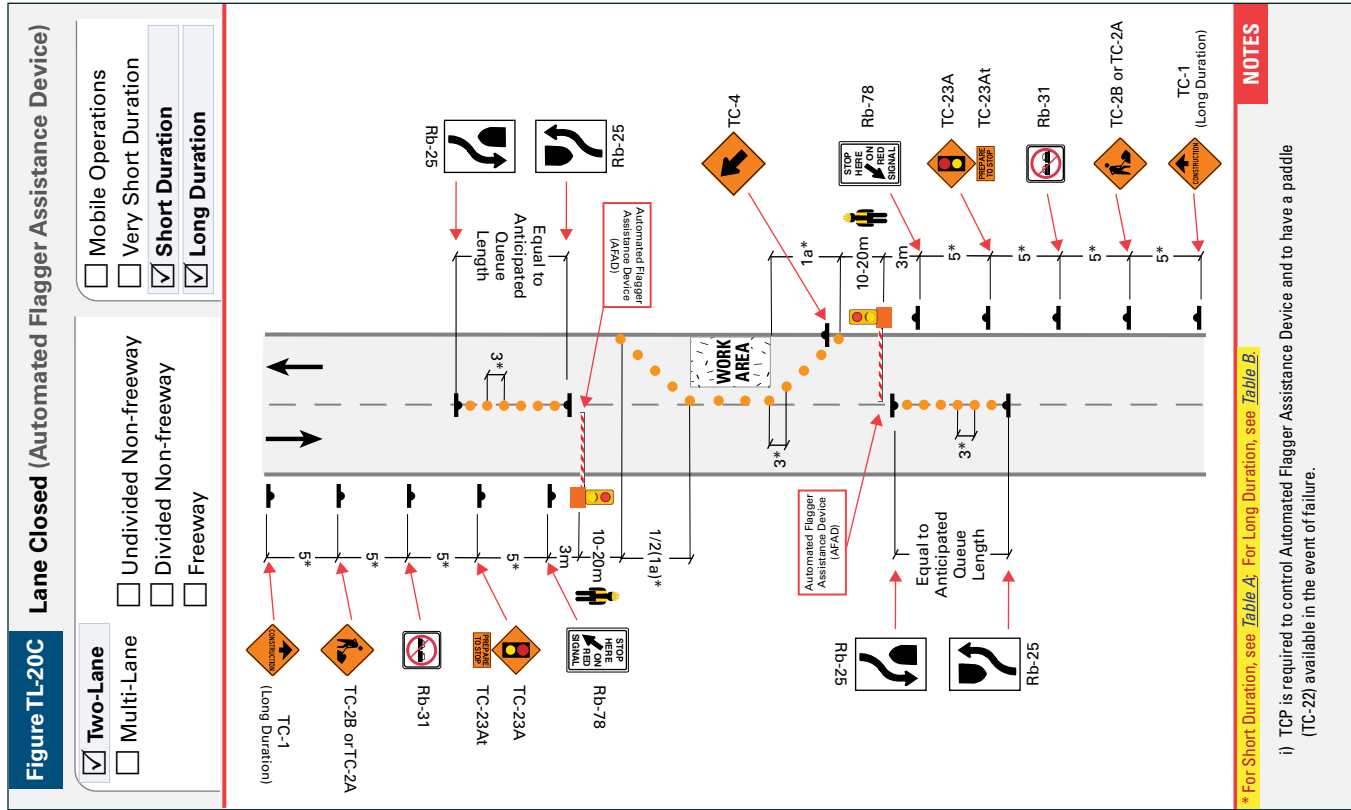 Figure TL-20C
Lane Closed (Automated Flagger Assistance Device)
Two-Lane
Multi-Lane
Undivided Non-freeway
Divided Non-freeway
Freeway
Mobile Operations
Very Short Duration
Short Duration
Long Duration
CONSTRUCTION
TC-1
(Long Duration)
TC-2B or TC-2A
Rb-31
PREPARE
TO STOP
TC-23At
TC-23A
STOP
HERE
ON
RED
SIGNAL
Rb-78
5*
5*
5*
5*
3m
10-20m
1/2(1a)*
3*
Rb-25
Rb-25
Equal to
Anticipated
Queue
Length
Automated Flagger
Assistance Device
(AFAD)
WORK
AREA
3*
Automated Flagger
Assistance Device
(AFAD)
Equal to
Anticipated
Queue
Length
3*
Rb-25
Rb-25
TC-4
1a*
10-20m
3m
5*
5*
5*
5*
STOP
HERE
ON
RED
SIGNAL
Rb-78
TC-23A
PREPARE
TO STOP
TC-23At
Rb-31
TC-2B or TC-2A
CONSTRUCTION
TC-1
(Long Duration)
NOTES
* For Short Duration, see Table A; For Long Duration, see Table B.
i) TCP is required to control Automated Flagger Assistance Device and to have a paddle
(TC-22) available in the event of failure.